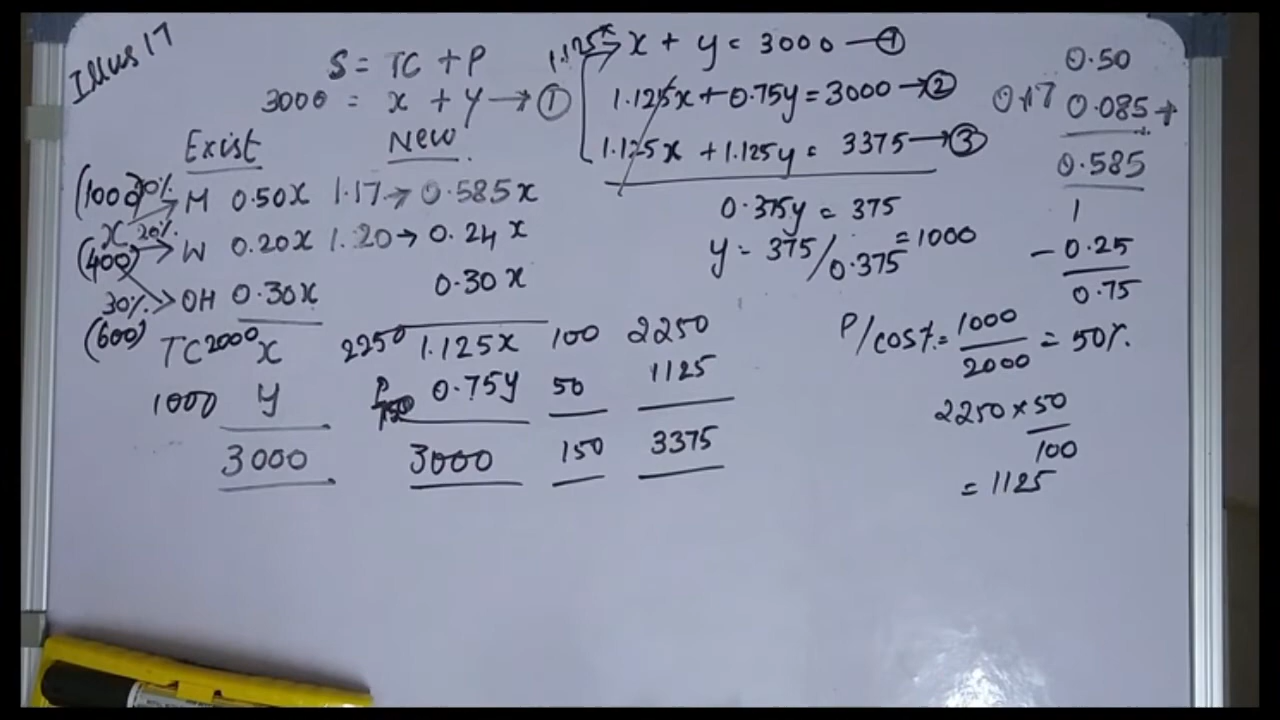 Illus 17
S = TC + P
3000 = x + y → ①
Exist New
(1000) 50% M 0.50x 1.17 → 0.585x
x 20%
(400) W 0.20x 1.20 → 0.24x
30% OH 0.30x 0.30x
(600)
TC 2000 x 2250 1.125x 100 2250
1000 y P 750 0.75y 50 1125
3000 3000 150 3375
1.125 × x + y = 3000 — ①
1.125x + 0.75y = 3000 → ②
1.125x + 1.125y = 3375 → ③
0.375y = 375
y = 375/0.375 = 1000
0.50
0.17 0.085 +
0.585
1
- 0.25
0.75
P/cost% = 1000/2000 = 50%.
2250 × 50/100
= 1125